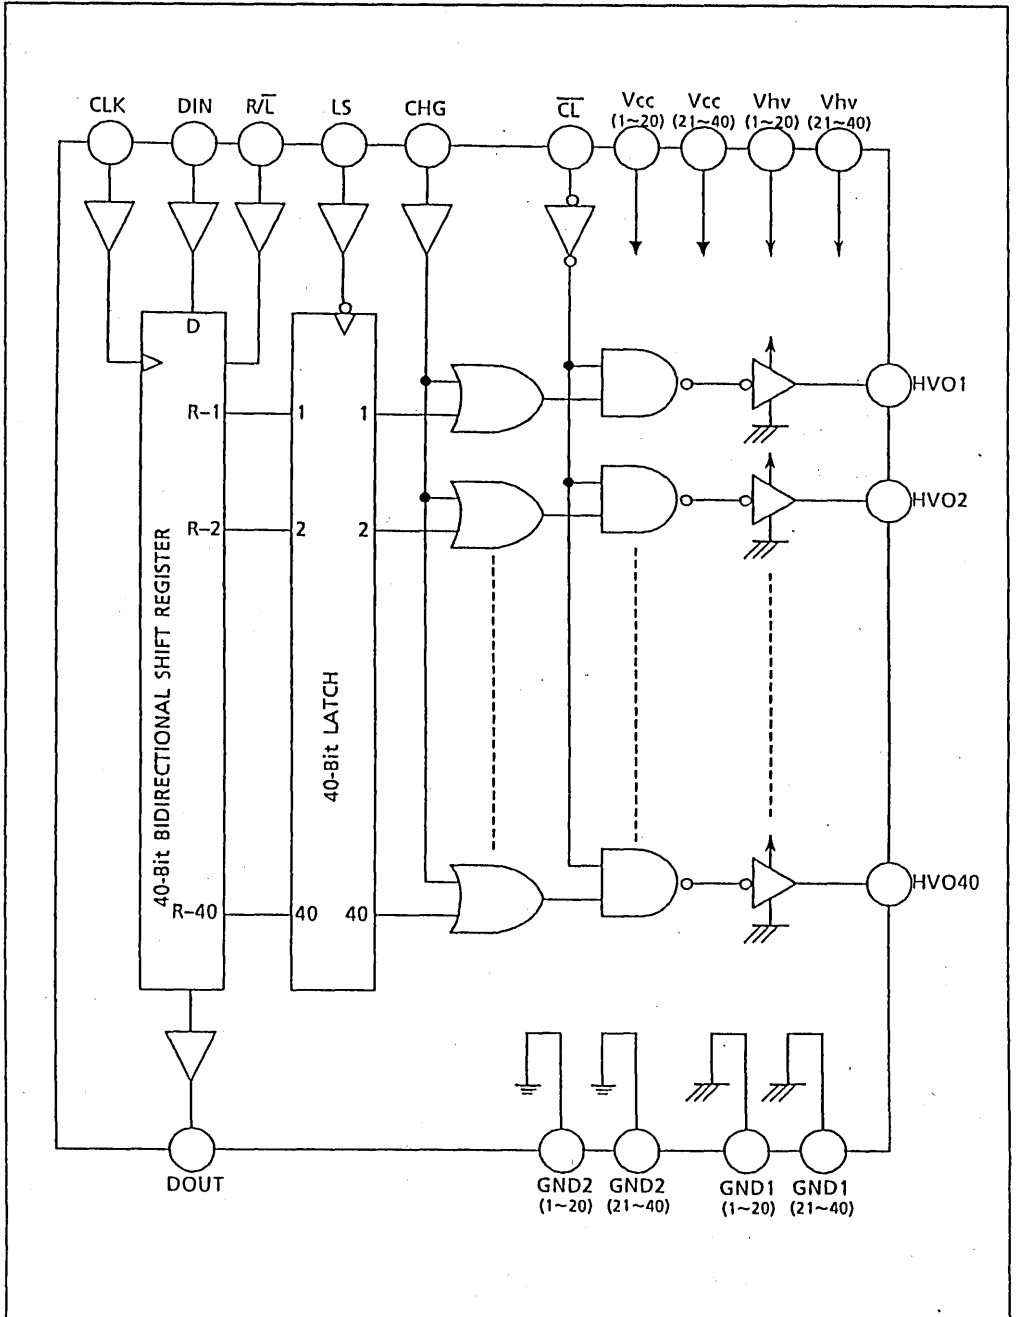 CLK DIN R/L̅ LS CHG C̅L̅ Vcc Vcc Vhv Vhv
(1~20) (21~40) (1~20) (21~40)
D
R-1 1 1 HVO1
R-2 2 2 HVO2
40-Bit BIDIRECTIONAL SHIFT REGISTER
40-Bit LATCH
R-40 40 40 HVO40
DOUT GND2 GND2 GND1 GND1
(1~20) (21~40) (1~20) (21~40)